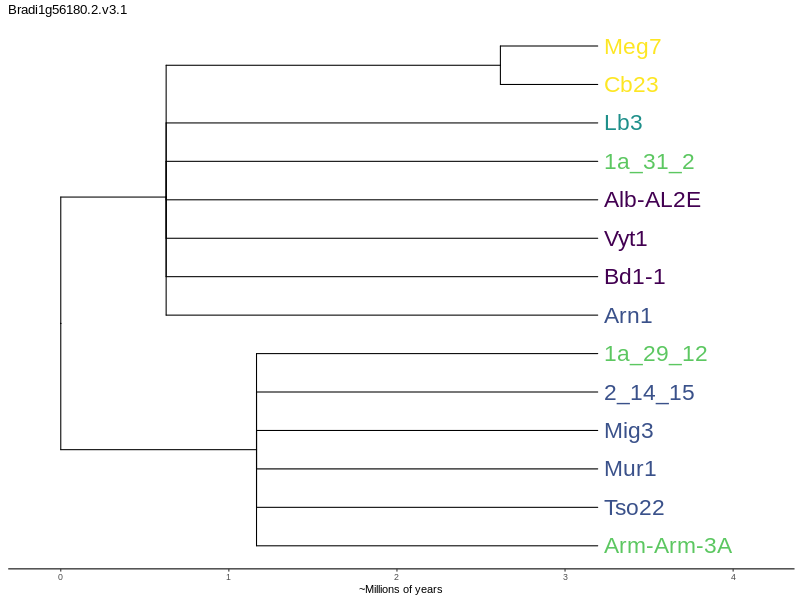 Bradi1g56180.2.v3.1
Meg7
Cb23
Lb3
1a_31_2
Alb-AL2E
Vyt1
Bd1-1
Arn1
1a_29_12
2_14_15
Mig3
Mur1
Tso22
Arm-Arm-3A
0 1 2 3 4
~Millions of years